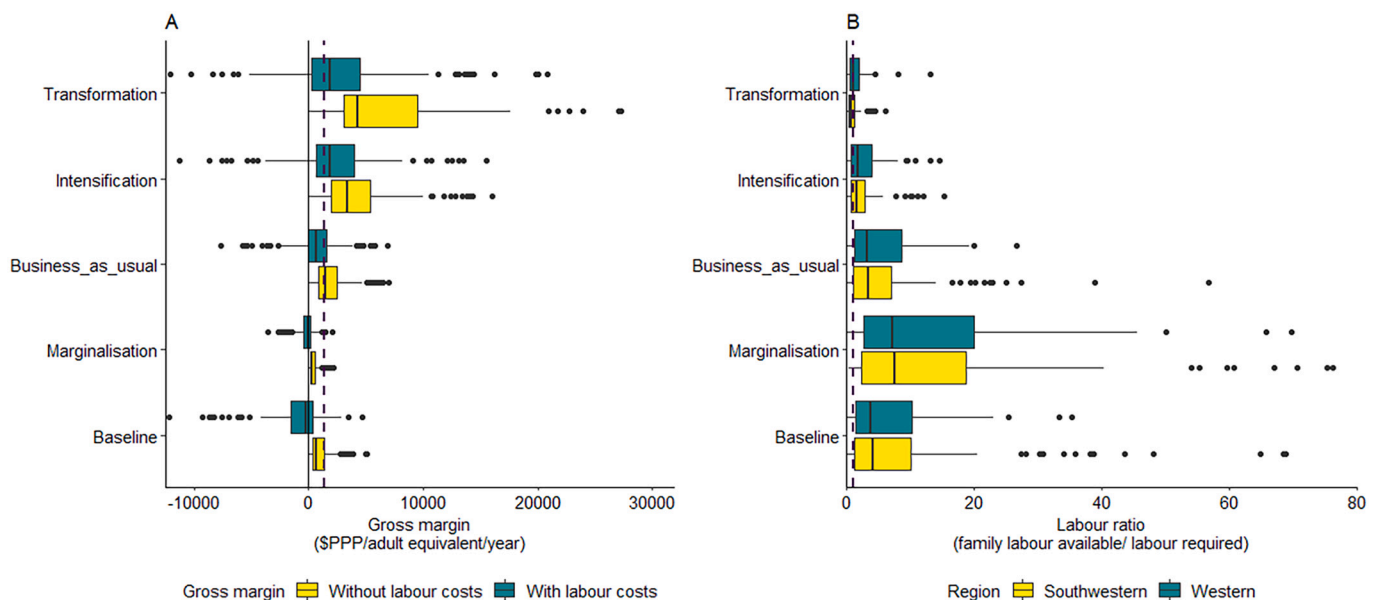 A
Transformation
Intensification
Business_as_usual
Marginalisation
Baseline
-10000 0 10000 20000 30000
Gross margin
($PPP/adult equivalent/year)
Gross margin Without labour costs With labour costs
B
Transformation
Intensification
Business_as_usual
Marginalisation
Baseline
0 20 40 60 80
Labour ratio
(family labour available/ labour required)
Region Southwestern Western